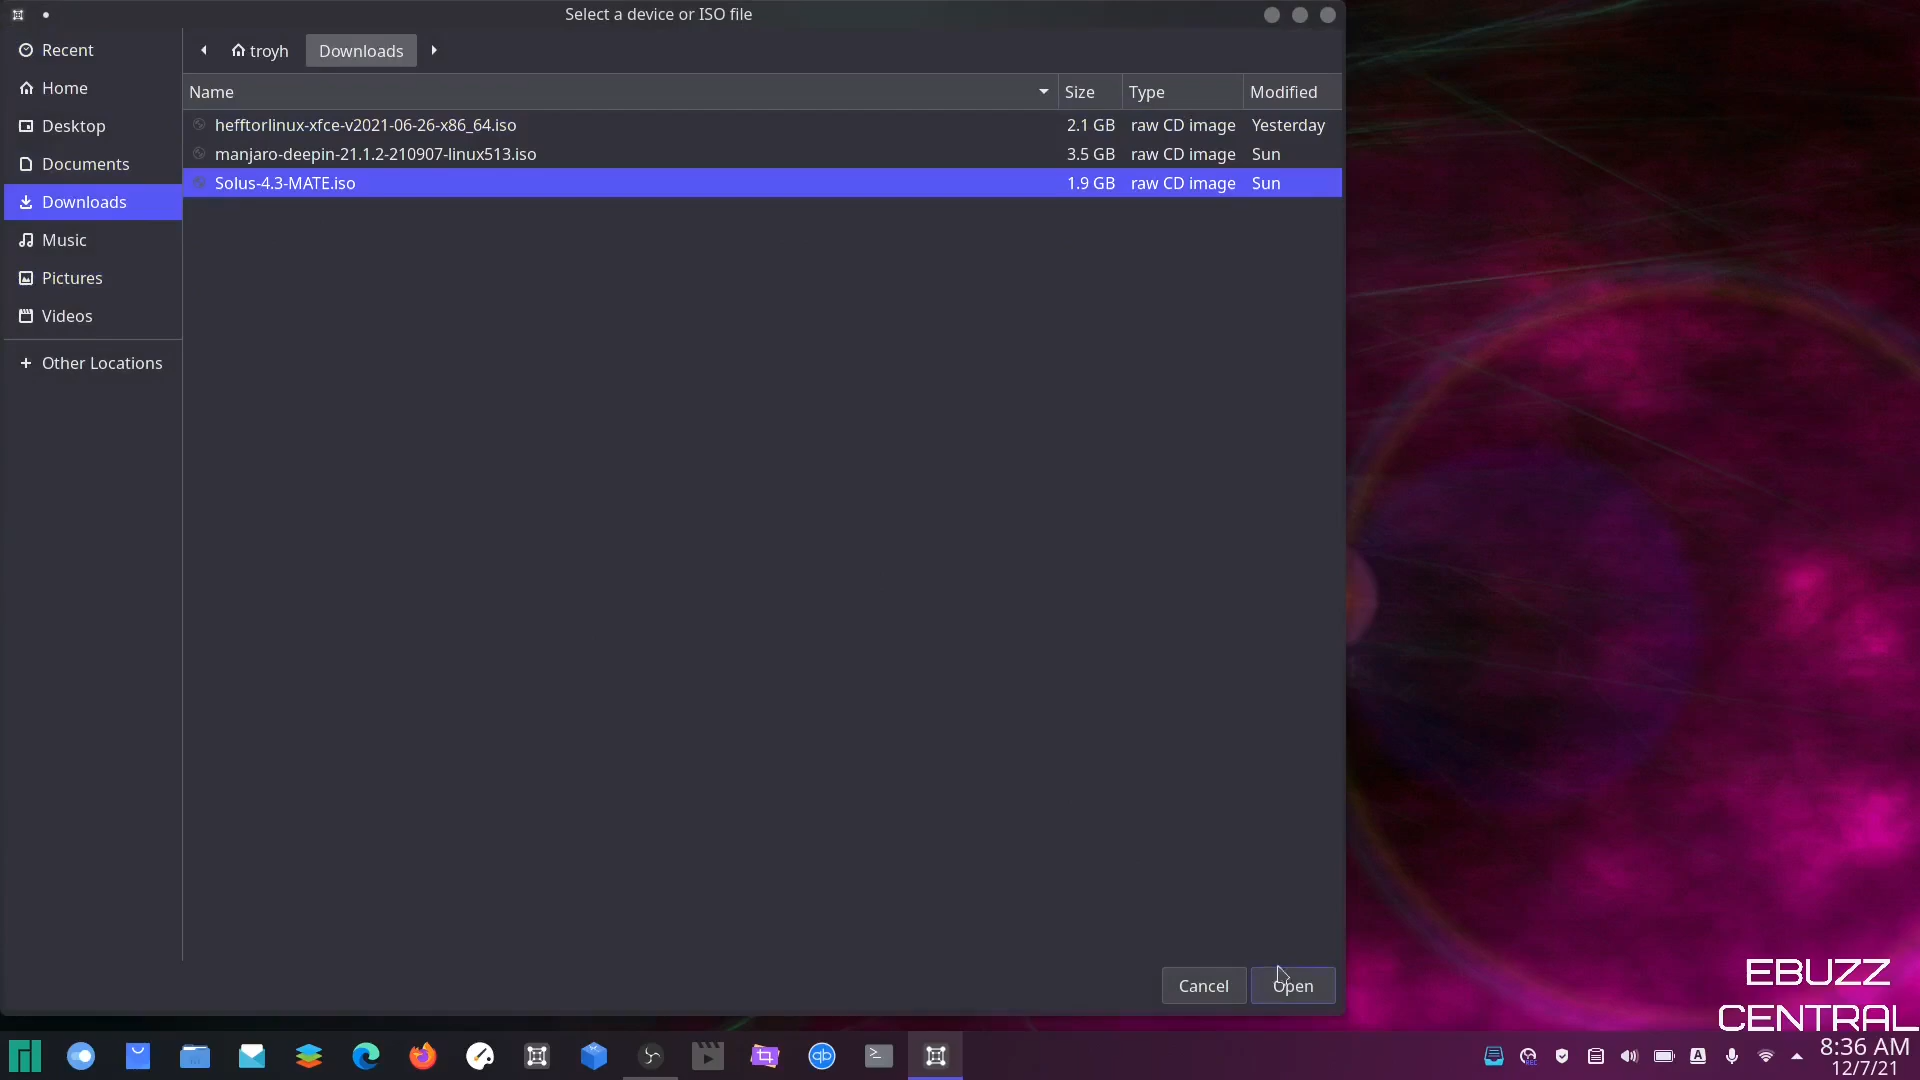 Select a device or ISO file
Recent
Home
Desktop
Documents
Downloads
Music
Pictures
Videos
Other Locations
troyh
Downloads
Name Size Type Modified
hefftorlinux-xfce-v2021-06-26-x86_64.iso 2.1 GB raw CD image Yesterday
manjaro-deepin-21.1.2-210907-linux513.iso 3.5 GB raw CD image Sun
Solus-4.3-MATE.iso 1.9 GB raw CD image Sun
Cancel Open
EBUZZ
CENTRAL
A
8:36 AM
12/7/21